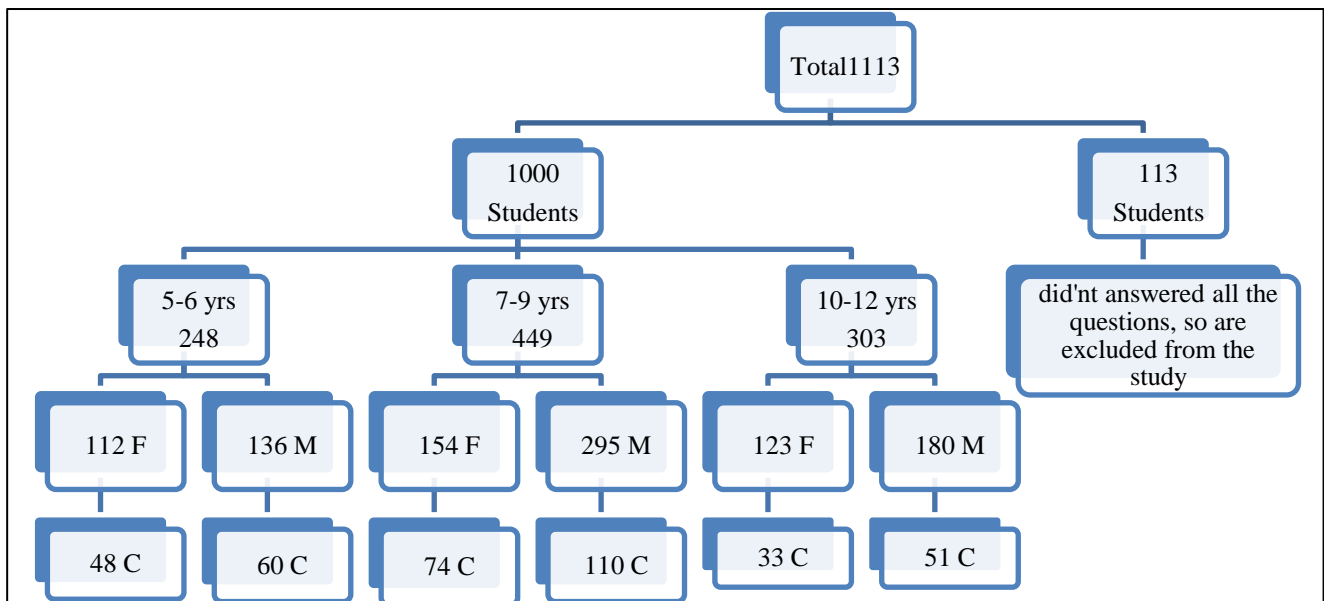 Total1113
1000
Students
113
Students
5-6 yrs
248
7-9 yrs
449
10-12 yrs
303
did'nt answered all the
questions, so are
excluded from the
study
112 F
136 M
154 F
295 M
123 F
180 M
48 C
60 C
74 C
110 C
33 C
51 C